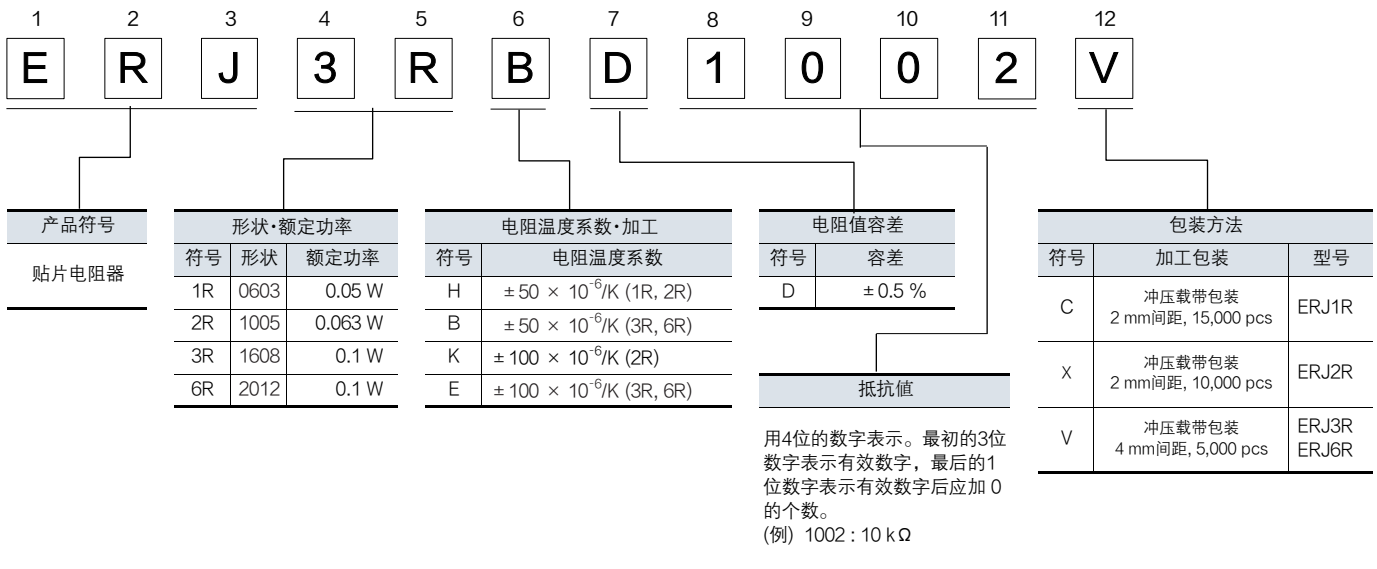 1 2 3 4 5 6 7 8 9 10 11 12
E R J 3 R B D 1 0 0 2 V
产品符号
贴片电阻器
形状·额定功率
符号 形状 额定功率
1R 0603 0.05 W
2R 1005 0.063 W
3R 1608 0.1 W
6R 2012 0.1 W
电阻温度系数·加工
符号 电阻温度系数
H ±50 × 10⁻⁶/K (1R, 2R)
B ±50 × 10⁻⁶/K (3R, 6R)
K ±100 × 10⁻⁶/K (2R)
E ±100 × 10⁻⁶/K (3R, 6R)
电阻值容差
符号 容差
D ±0.5 %
抵抗値
用4位的数字表示。最初的3位
数字表示有效数字，最后的1
位数字表示有效数字后应加 0
的个数。
(例) 1002 : 10 kΩ
包装方法
符号 加工包装 型号
C 冲压载带包装 ERJ1R
2 mm间距, 15,000 pcs
X 冲压载带包装 ERJ2R
2 mm间距, 10,000 pcs
V 冲压载带包装 ERJ3R
4 mm间距, 5,000 pcs ERJ6R